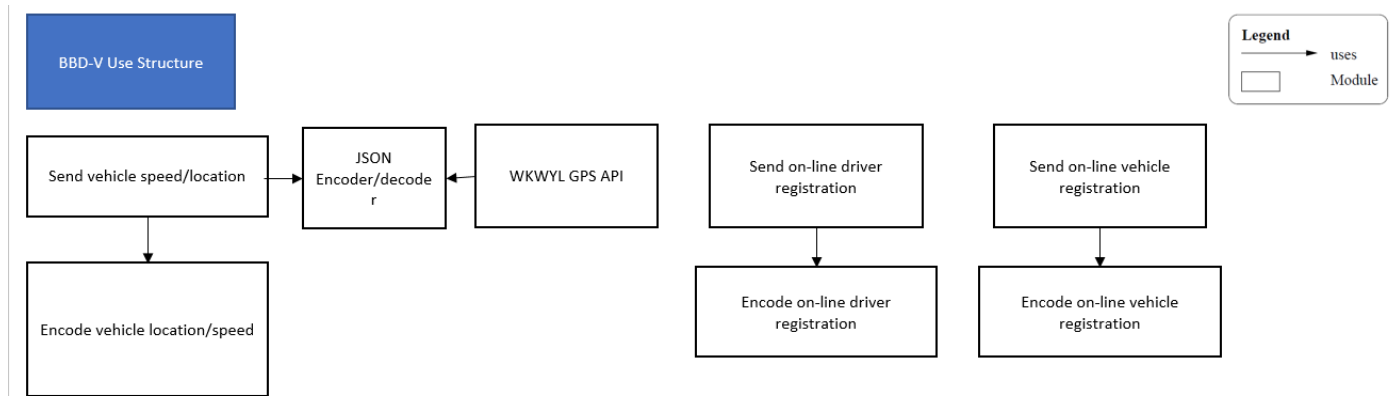 BBD-V Use Structure
Legend
uses
Module
Send vehicle speed/location
JSON
Encoder/decode
r
WKWYL GPS API
Send on-line driver
registration
Send on-line vehicle
registration
Encode vehicle location/speed
Encode on-line driver
registration
Encode on-line vehicle
registration